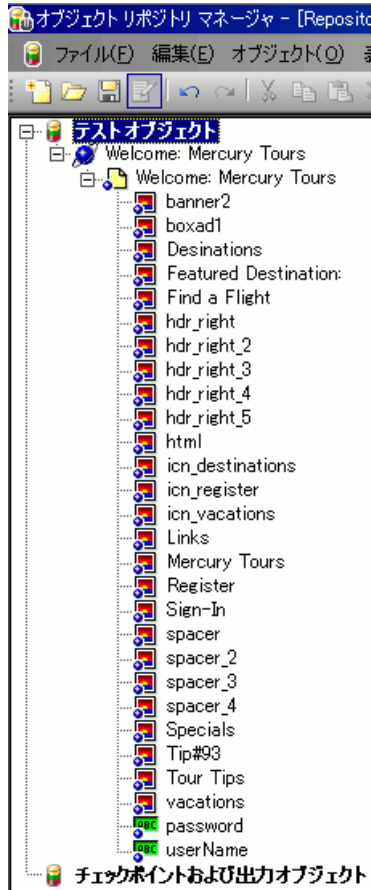 オブジェクト リポジトリ マネージャ - [Reposito
ファイル(F) 編集(E) オブジェクト(O)
テストオブジェクト
Welcome: Mercury Tours
Welcome: Mercury Tours
banner2
boxad1
Desinations
Featured Destination:
Find a Flight
hdr_right
hdr_right_2
hdr_right_3
hdr_right_4
hdr_right_5
html
icn_destinations
icn_register
icn_vacations
Links
Mercury Tours
Register
Sign-In
spacer
spacer_2
spacer_3
spacer_4
Specials
Tip#93
Tour Tips
vacations
password
userName
チェックポイントおよび出力オブジェクト